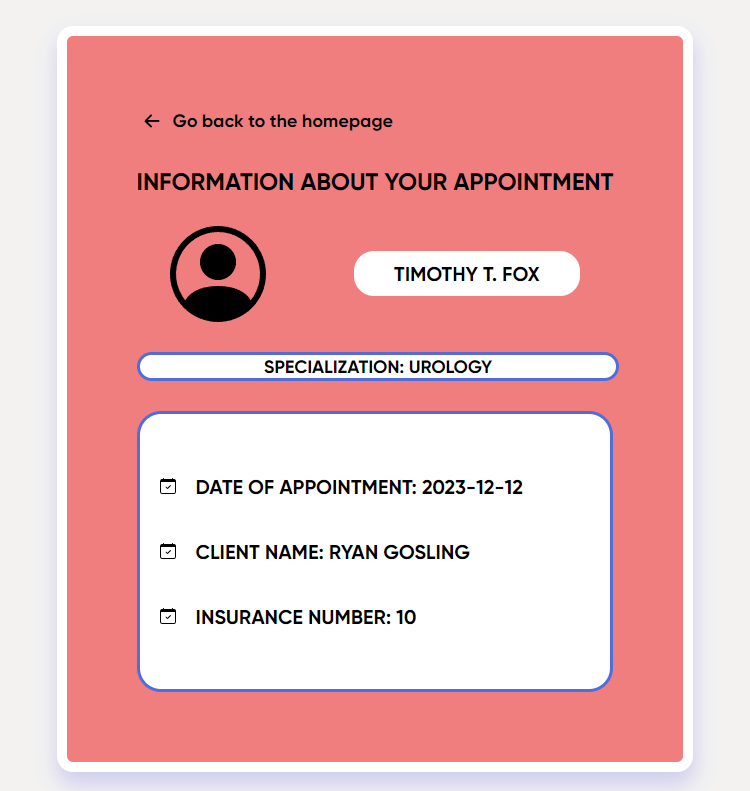 Go back to the homepage
INFORMATION ABOUT YOUR APPOINTMENT
TIMOTHY T. FOX
SPECIALIZATION: UROLOGY
DATE OF APPOINTMENT: 2023-12-12
CLIENT NAME: RYAN GOSLING
INSURANCE NUMBER: 10